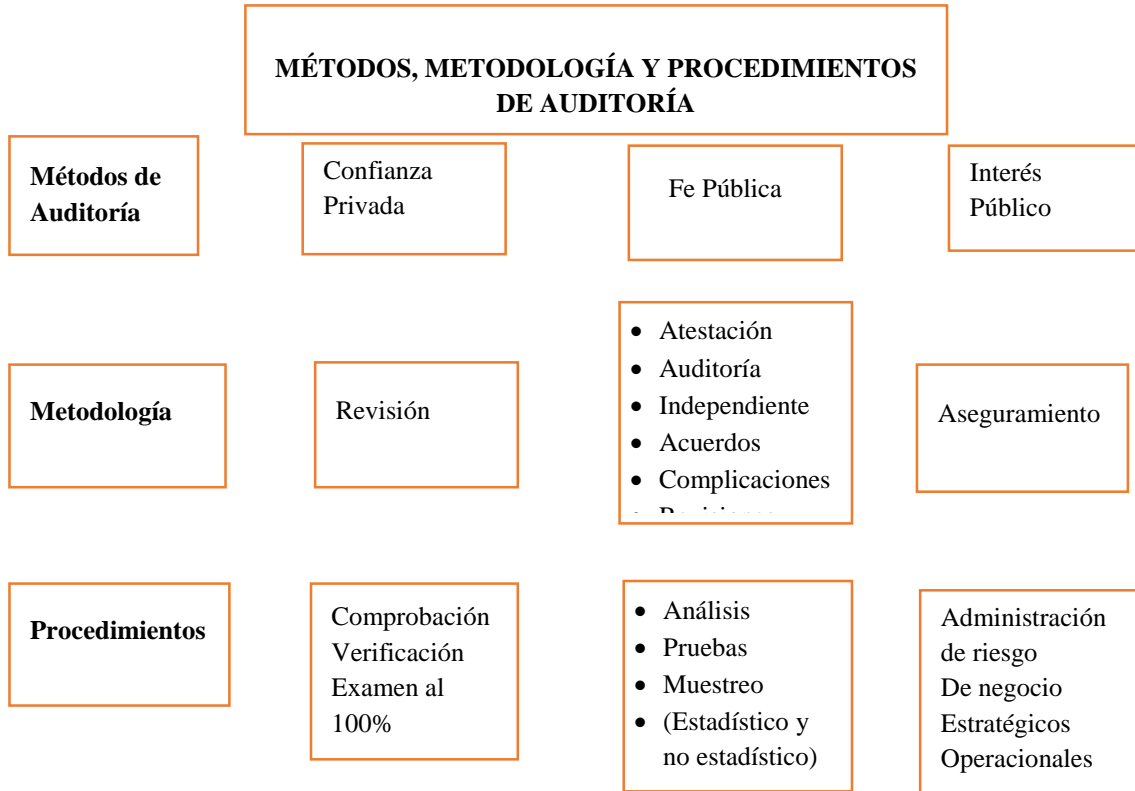 MÉTODOS, METODOLOGÍA Y PROCEDIMIENTOS
DE AUDITORÍA
Métodos de
Auditoría
Confianza
Privada
Fe Pública
Interés
Público
Metodología
Revisión
• Atestación
• Auditoría
• Independiente
• Acuerdos
• Complicaciones
Aseguramiento
Procedimientos
Comprobación
Verificación
Examen al
100%
• Análisis
• Pruebas
• Muestreo
• (Estadístico y
no estadístico)
Administración
de riesgo
De negocio
Estratégicos
Operacionales